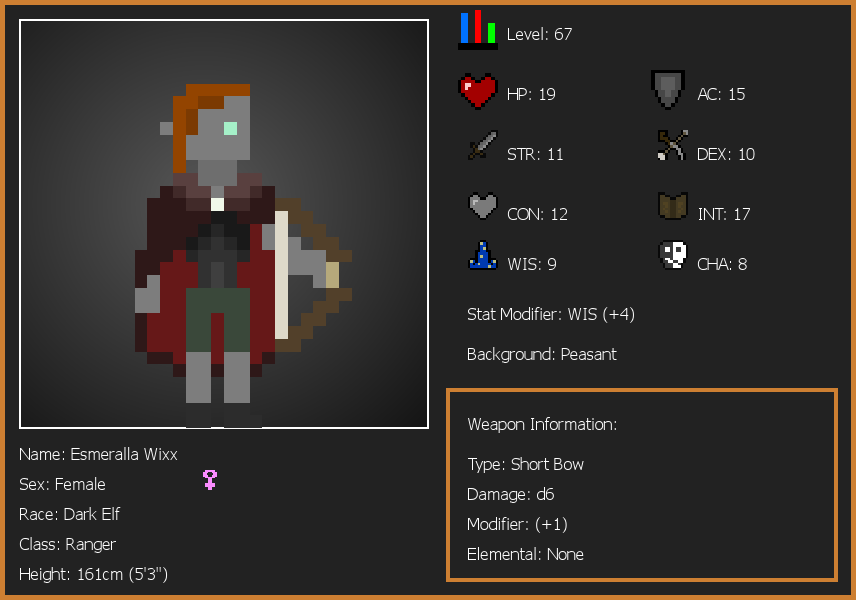 Level: 67
HP: 19
AC: 15
STR: 11
DEX: 10
CON: 12
INT: 17
WIS: 9
CHA: 8
Stat Modifier: WIS (+4)
Background: Peasant
Weapon Information:
Type: Short Bow
Damage: d6
Modifier: (+1)
Elemental: None
Name: Esmeralla Wixx
Sex: Female
Race: Dark Elf
Class: Ranger
Height: 161cm (5'3")